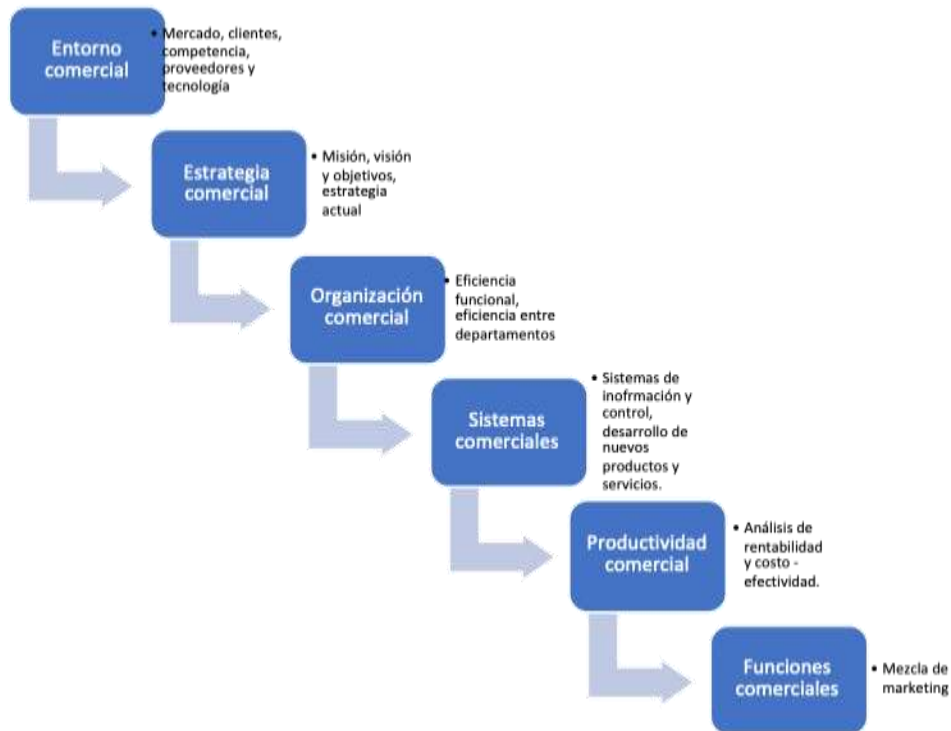 Entorno
comercial
• Mercado, clientes,
competencia,
proveedores y
tecnología
Estrategia
comercial
• Misión, visión
y objetivos,
estrategia
actual
Organización
comercial
• Eficiencia
funcional,
eficiencia entre
departamentos
Sistemas
comerciales
• Sistemas de
inofrmación y
control,
desarrollo de
nuevos
productos y
servicios.
Productividad
comercial
• Análisis de
rentabilidad
y costo -
efectividad.
Funciones
comerciales
• Mezcla de
marketing